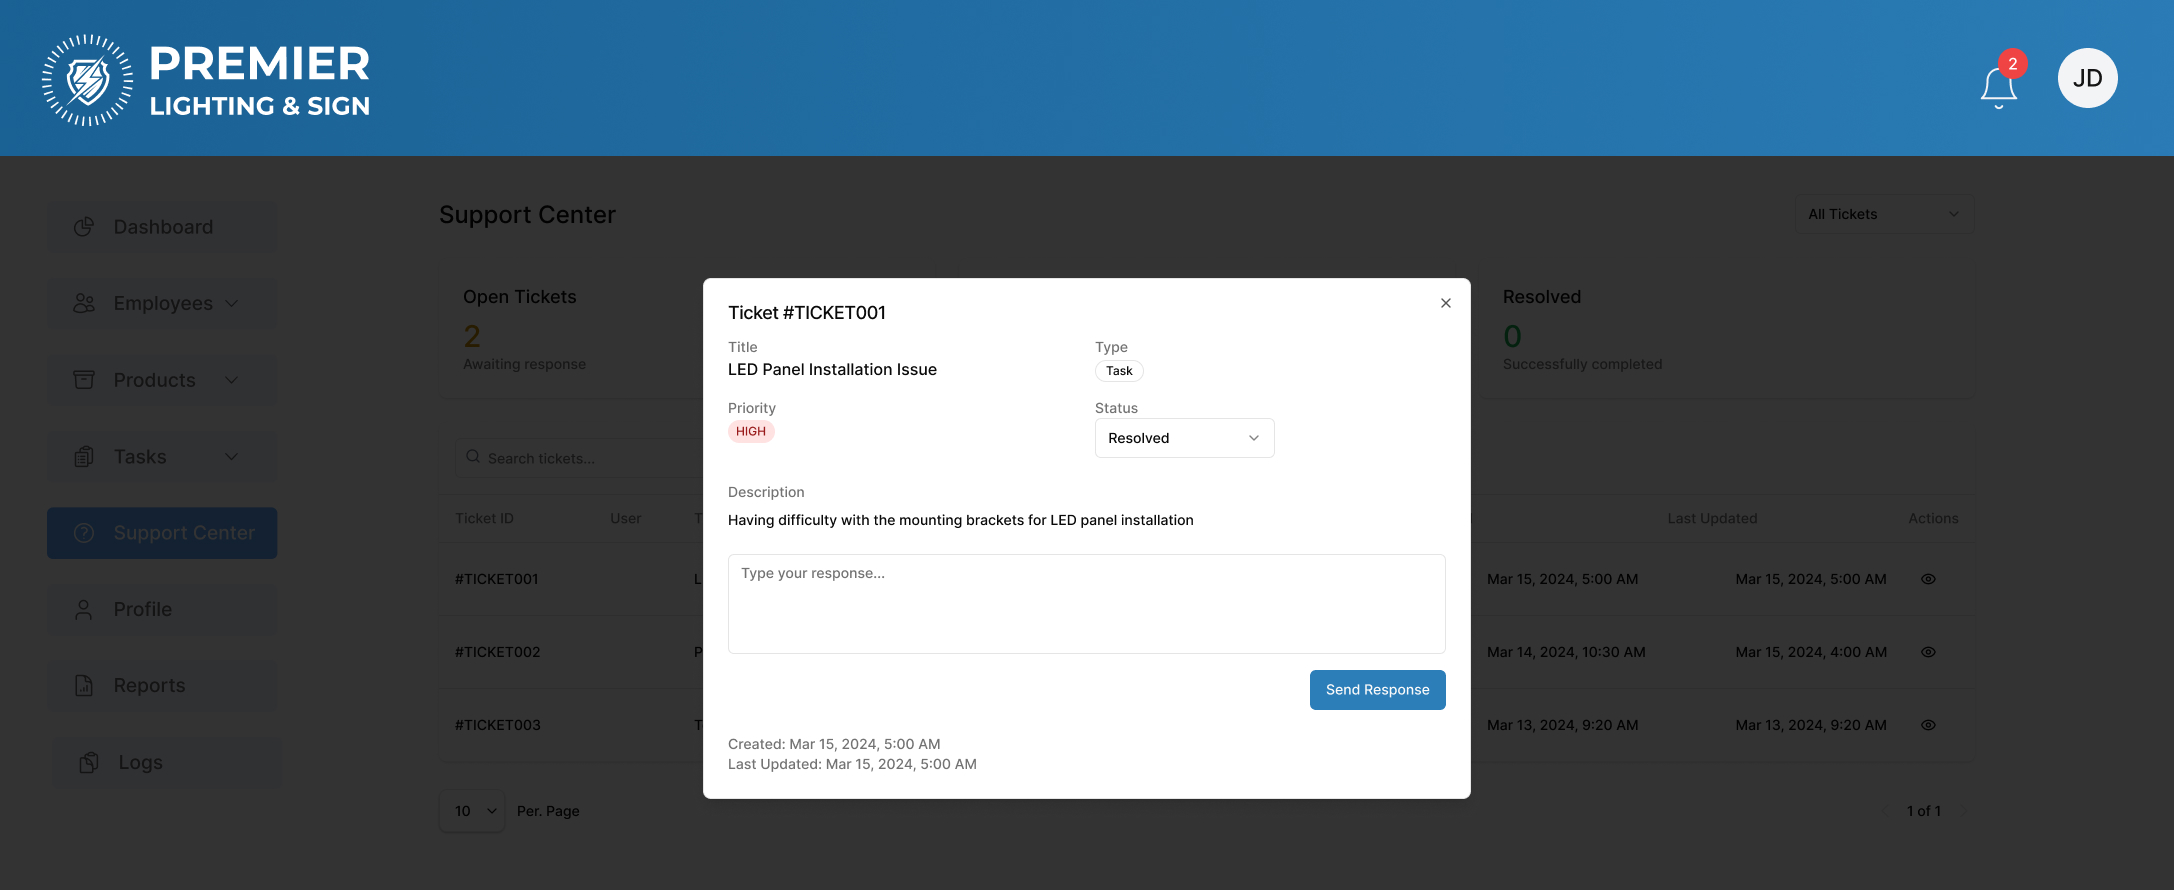 PREMIER
LIGHTING & SIGN
2
JD
Dashboard
Employees
Products
Tasks
Support Center
Profile
Reports
Logs
Support Center
All Tickets
Open Tickets
2
Awaiting response
Resolved
0
Successfully completed
Search tickets...
Ticket ID User Last Updated Actions
#TICKET001 L Mar 15, 2024, 5:00 AM Mar 15, 2024, 5:00 AM
#TICKET002 P Mar 14, 2024, 10:30 AM Mar 15, 2024, 4:00 AM
#TICKET003 T Mar 13, 2024, 9:20 AM Mar 13, 2024, 9:20 AM
10 Per. Page
1 of 1
Ticket #TICKET001
Title
LED Panel Installation Issue
Type
Task
Priority
HIGH
Status
Resolved
Description
Having difficulty with the mounting brackets for LED panel installation
Type your response...
Send Response
Created: Mar 15, 2024, 5:00 AM
Last Updated: Mar 15, 2024, 5:00 AM